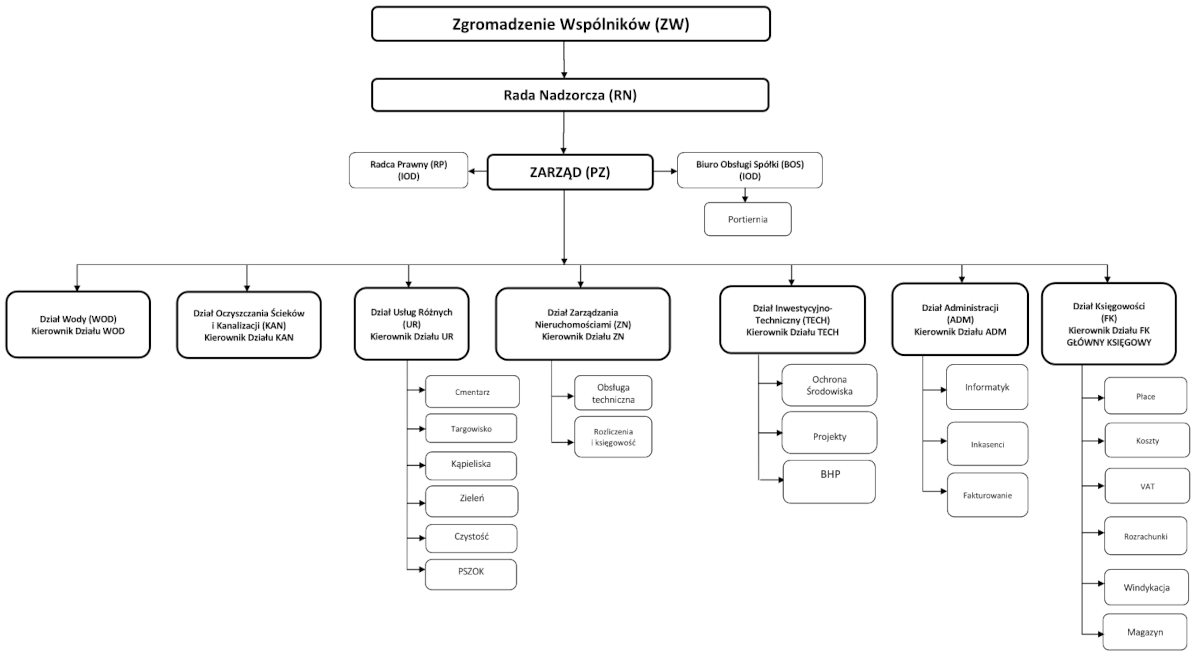 Zgromadzenie Wspólników (ZW)
Rada Nadzorcza (RN)
Radca Prawny (RP)
(IOD)
ZARZĄD (PZ)
Biuro Obsługi Spółki (BOS)
(IOD)
Portiernia
Dział Wody (WOD)
Kierownik Działu WOD
Dział Oczyszczania Ścieków
i Kanalizacji (KAN)
Kierownik Działu KAN
Dział Usług Różnych
(UR)
Kierownik Działu UR
Cmentarz
Targowisko
Kąpieliska
Zieleń
Czystość
PSZOK
Dział Zarządzania
Nieruchomościami (ZN)
Kierownik Działu ZN
Obsługa
techniczna
Rozliczenia
i księgowość
Dział Inwestycyjno-
Techniczny (TECH)
Kierownik Działu TECH
Ochrona
Środowiska
Projekty
BHP
Dział Administracji
(ADM)
Kierownik Działu ADM
Informatyk
Inkasenci
Fakturowanie
Dział Księgowości
(FK)
Kierownik Działu FK
GŁÓWNY KSIĘGOWY
Płace
Koszty
VAT
Rozrachunki
Windykacja
Magazyn